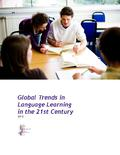 Global Trends in
Language Learning
in the 21st Century